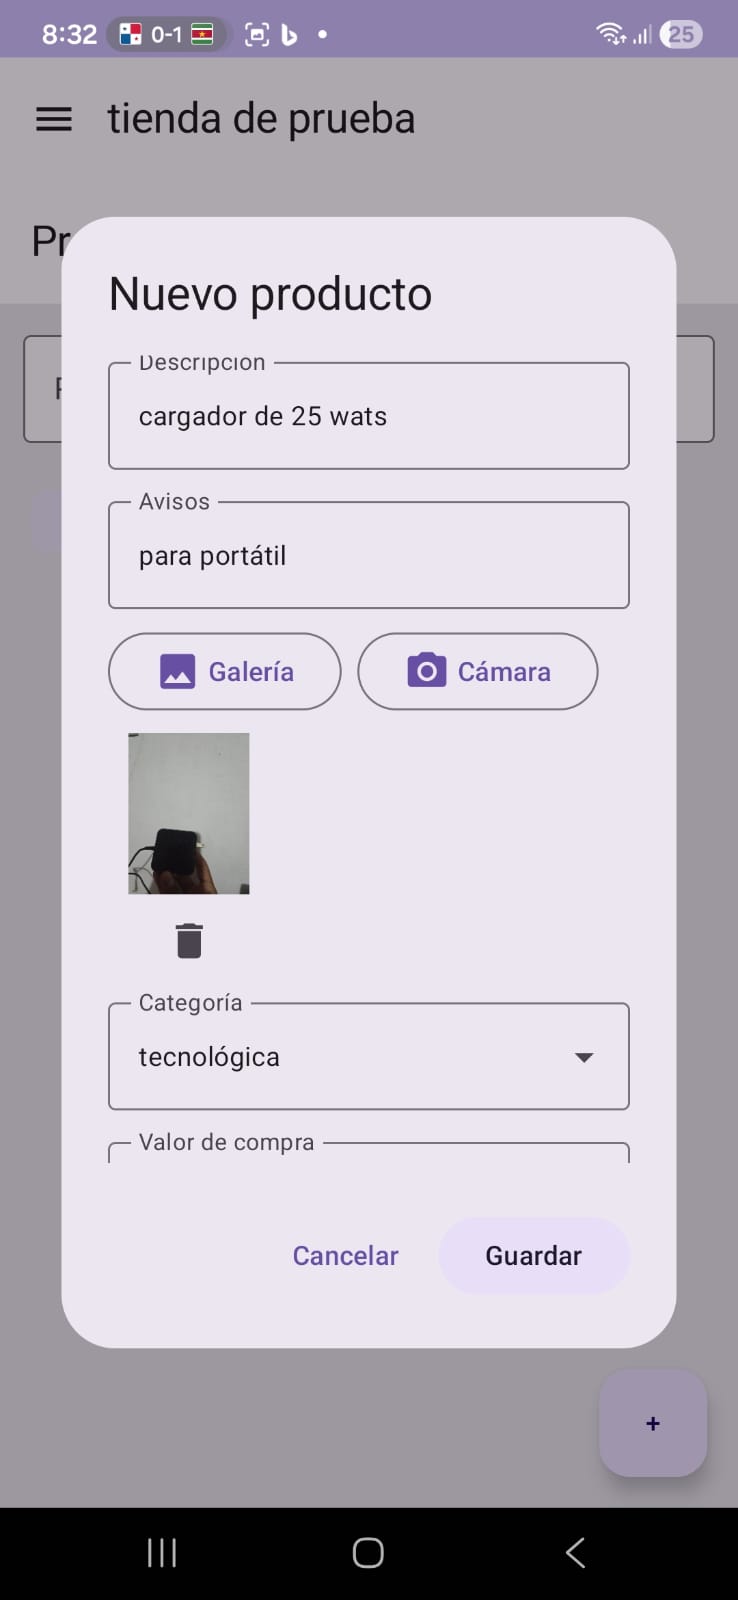 8:32 0-1 25
tienda de prueba
Pr
Nuevo producto
Descripción
cargador de 25 wats
Avisos
para portátil
Galería Cámara
Categoría
tecnológica
Valor de compra
Cancelar Guardar
+